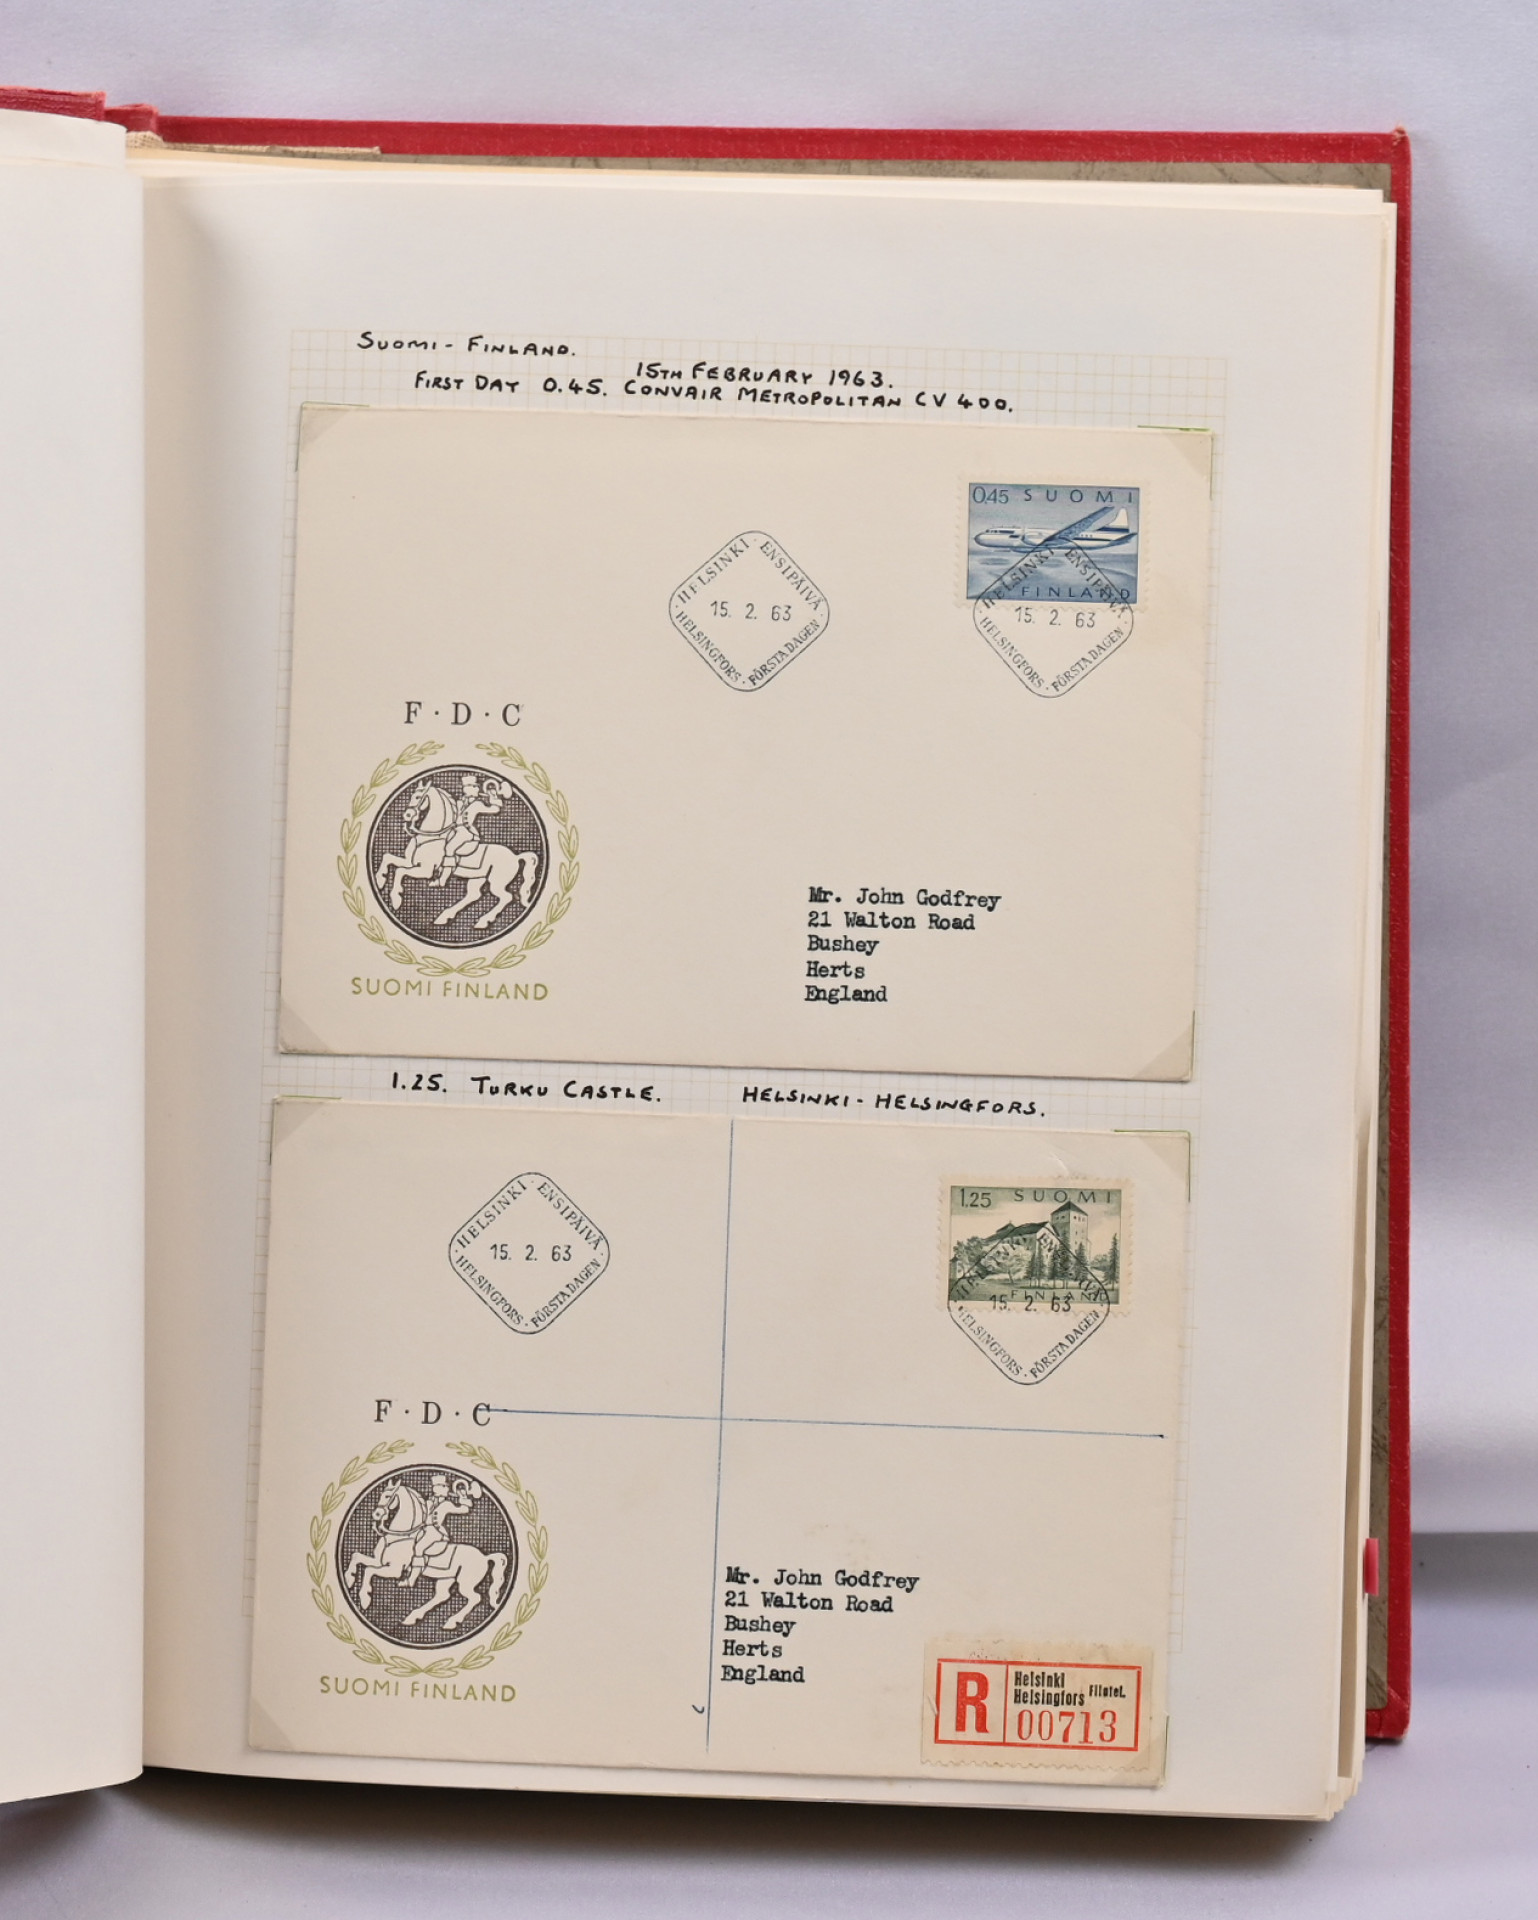 SUOMI - FINLAND.
15TH FEBRUARY 1963.
FIRST DAY 0.45. CONVAIR METROPOLITAN CV 400.
0.45 SUOMI
FINLAND
HELSINKI · ENSIPÄIVÄ
15. 2. 63
HELSINGFORS · FÖRSTA DAGEN
HELSINKI · ENSIPÄIVÄ
15. 2. 63
HELSINGFORS · FÖRSTA DAGEN
F · D · C
SUOMI FINLAND
Mr. John Godfrey
21 Walton Road
Bushey
Herts
England
1.25. TURKU CASTLE. HELSINKI - HELSINGFORS.
1.25 SUOMI
FINLAND
HELSINKI · ENSIPÄIVÄ
15. 2. 63
HELSINGFORS · FÖRSTA DAGEN
HELSINKI · ENSIPÄIVÄ
15. 2. 63
HELSINGFORS · FÖRSTA DAGEN
F · D · C
SUOMI FINLAND
Mr. John Godfrey
21 Walton Road
Bushey
Herts
England
R
Helsinki
Helsingfors Filatel.
00713